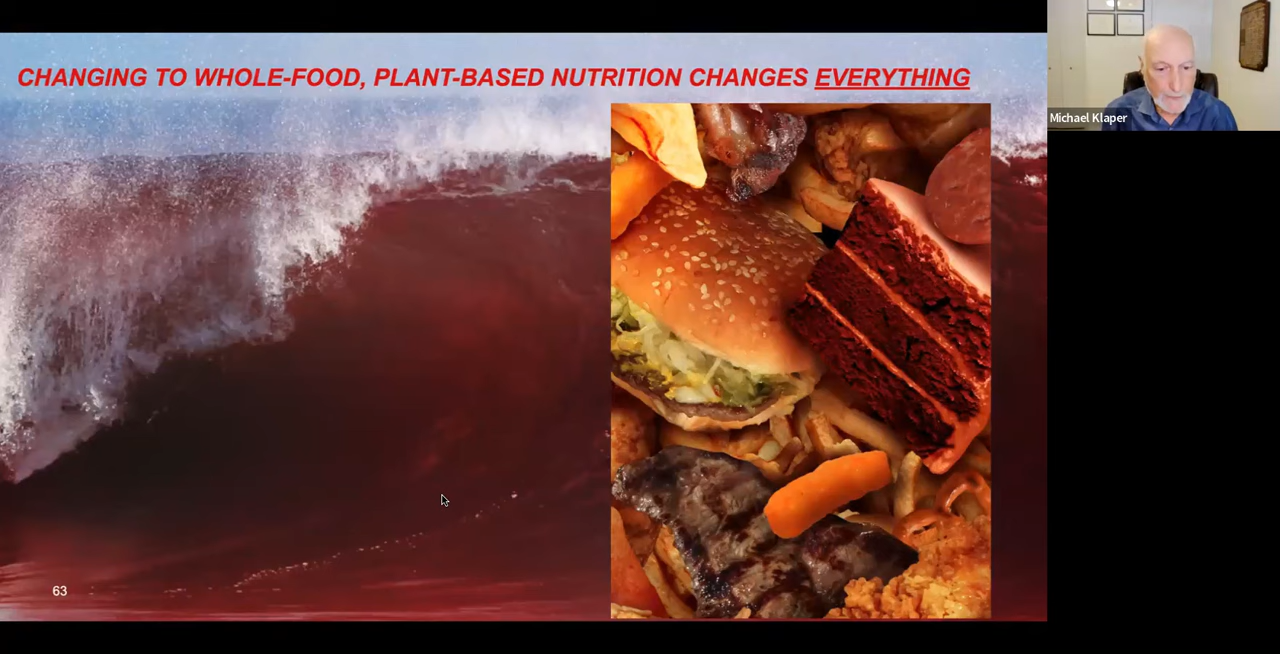 CHANGING TO WHOLE-FOOD, PLANT-BASED NUTRITION CHANGES EVERYTHING
Michael Klaper
63